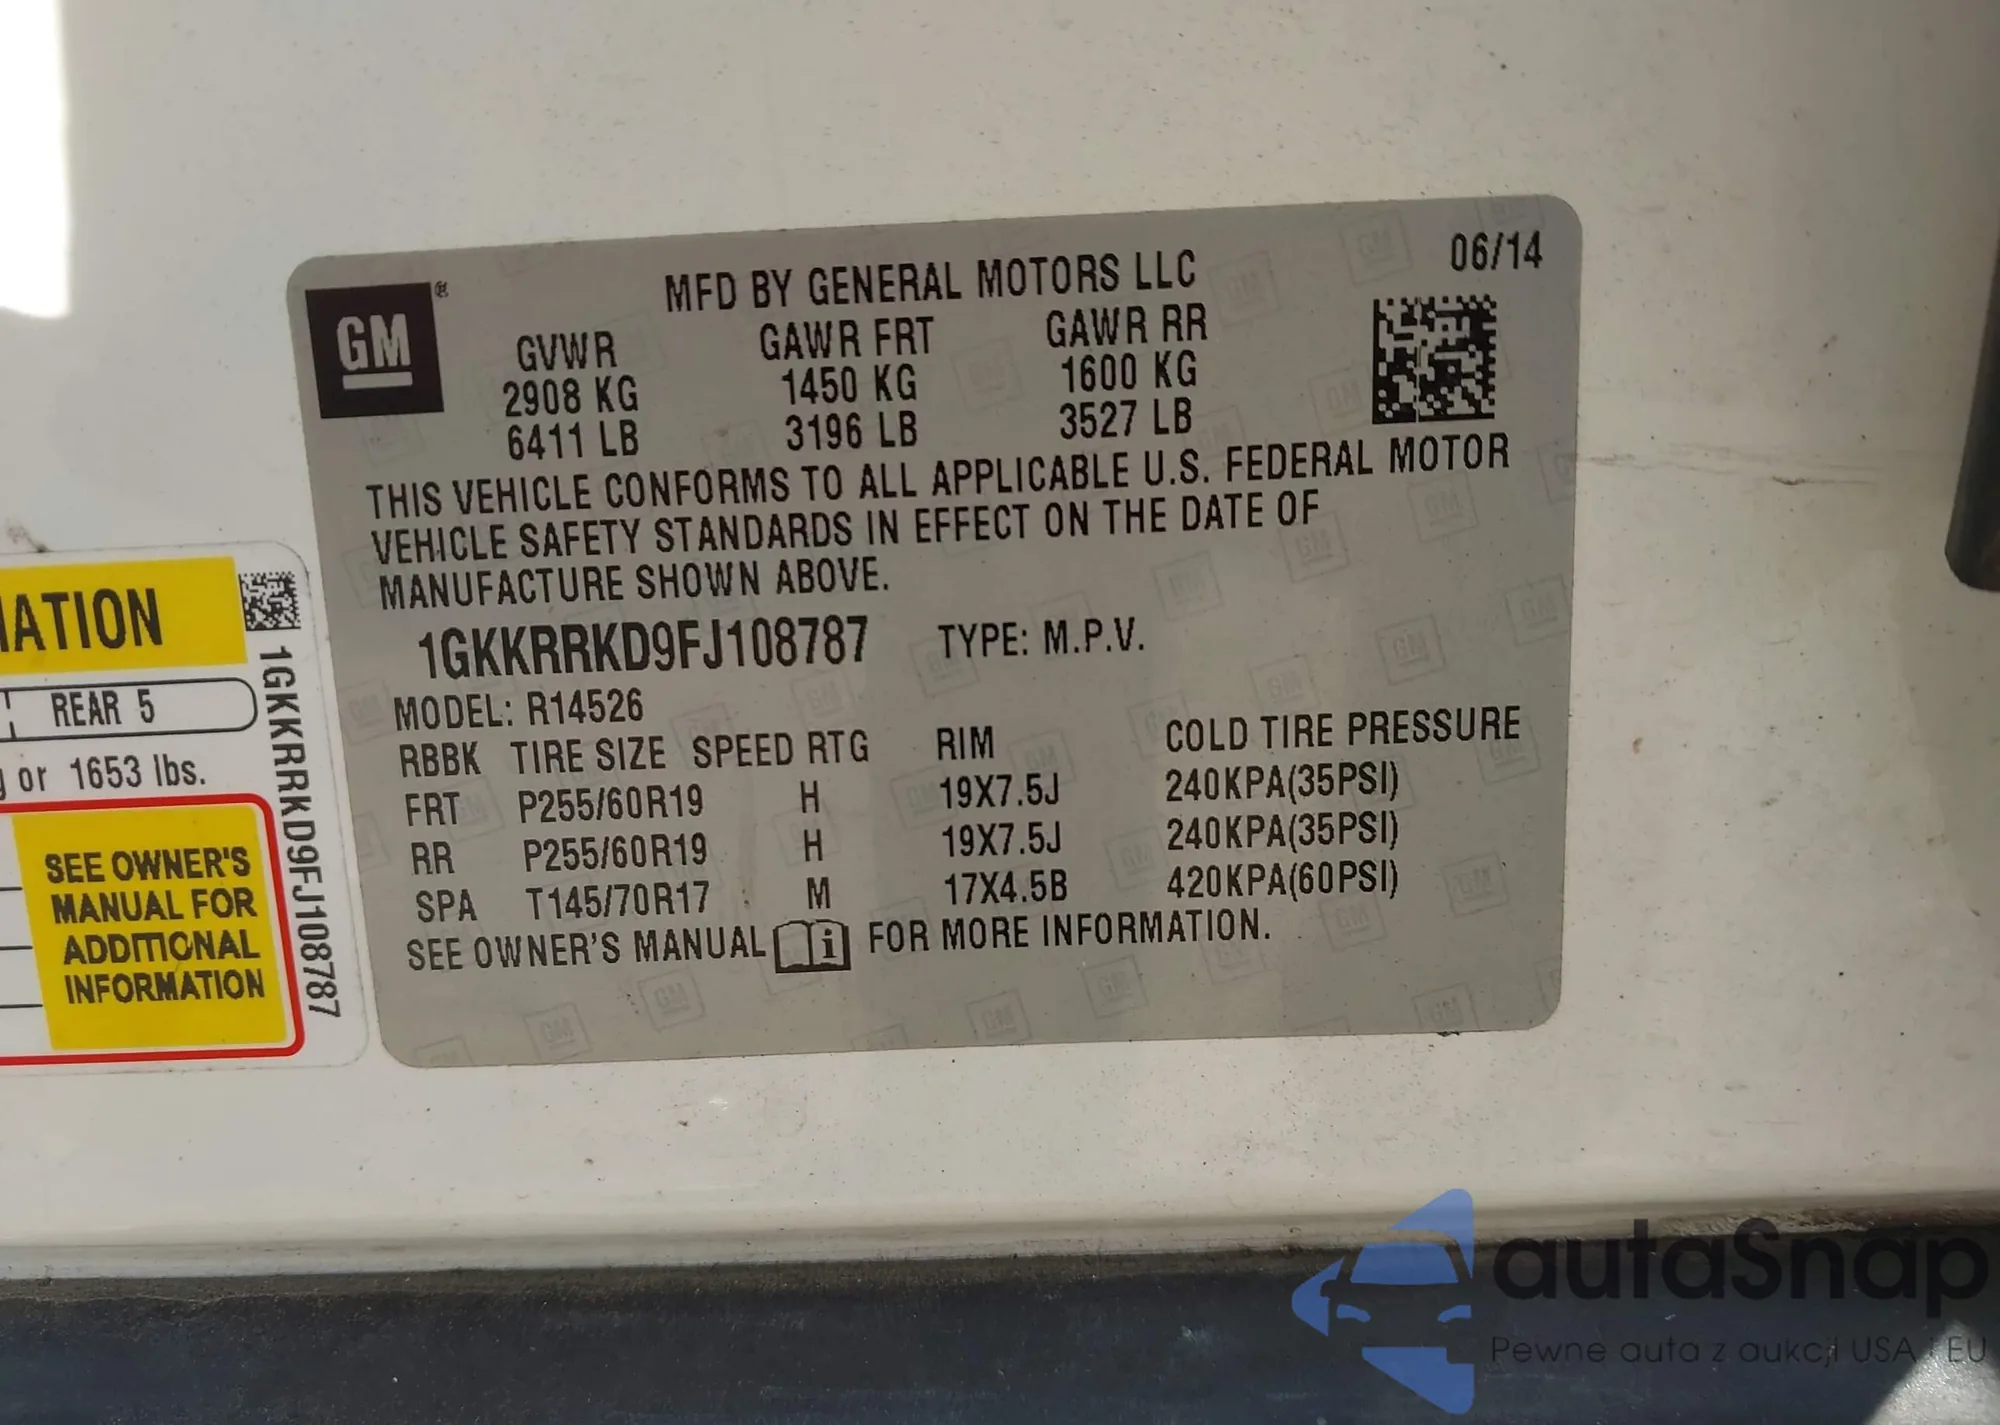 MFD BY GENERAL MOTORS LLC 06/14
GM®
GVWR GAWR FRT GAWR RR
2908 KG 1450 KG 1600 KG
6411 LB 3196 LB 3527 LB
THIS VEHICLE CONFORMS TO ALL APPLICABLE U.S. FEDERAL MOTOR
VEHICLE SAFETY STANDARDS IN EFFECT ON THE DATE OF
MANUFACTURE SHOWN ABOVE.
1GKKRRKD9FJ108787 TYPE: M.P.V.
MODEL: R14526
RBBK TIRE SIZE SPEED RTG RIM COLD TIRE PRESSURE
FRT P255/60R19 H 19X7.5J 240KPA(35PSI)
RR P255/60R19 H 19X7.5J 240KPA(35PSI)
SPA T145/70R17 M 17X4.5B 420KPA(60PSI)
SEE OWNER'S MANUAL i FOR MORE INFORMATION.
MATION
REAR 5
or 1653 lbs.
SEE OWNER'S
MANUAL FOR
ADDITIONAL
INFORMATION
1GKKRRKD9FJ108787
autaSnap
Pewne auta z aukcji USA i EU